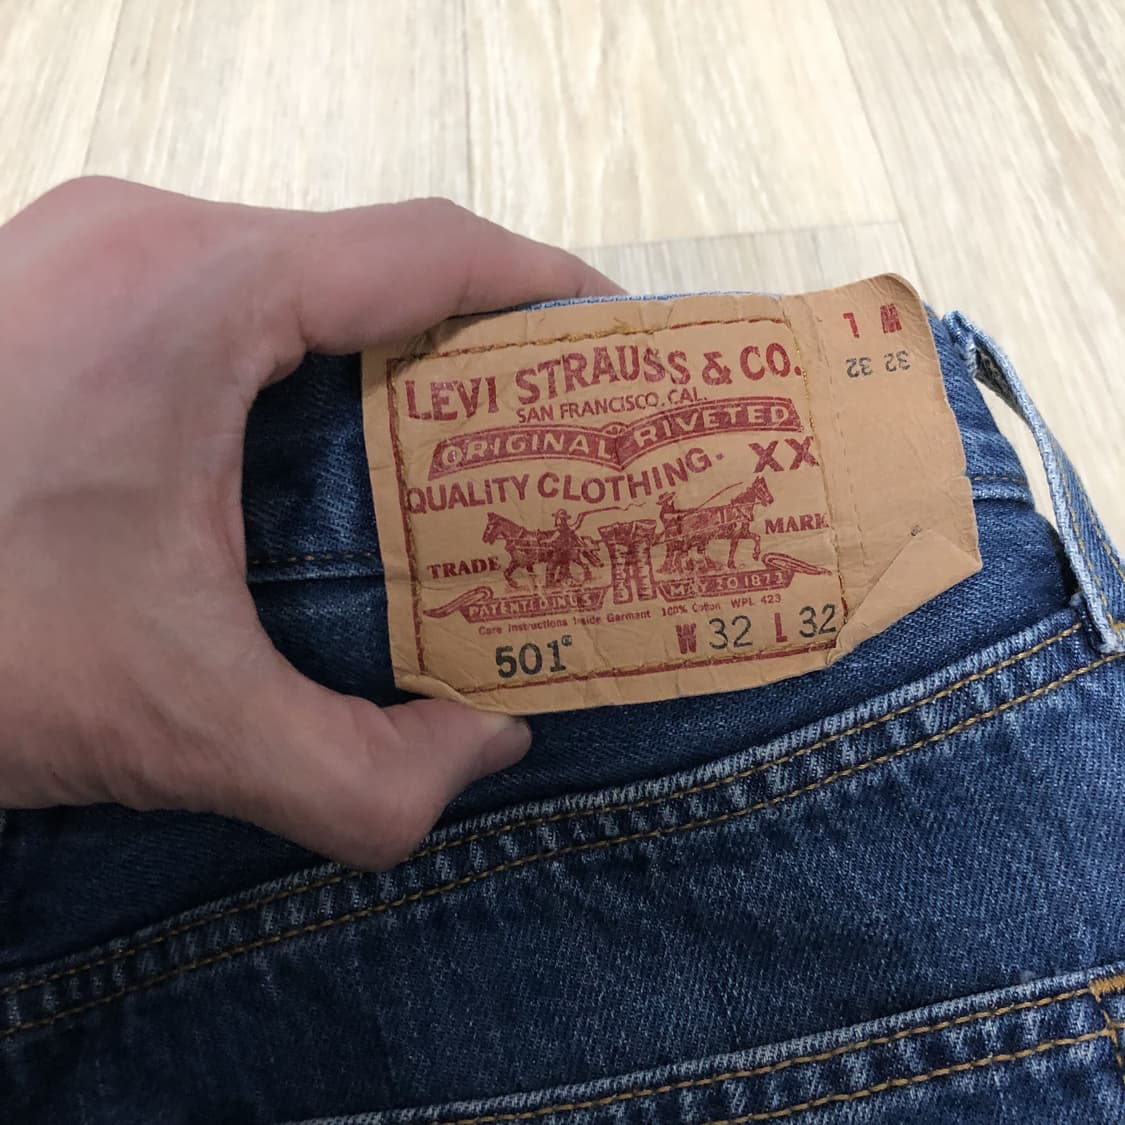 LEVI STRAUSS & CO.
SAN FRANCISCO. CAL.
ORIGINAL RIVETED
QUALITY CLOTHING. XX
TRADE MARK
PATENTED IN U.S. MAY 20 1873
Care Instructions Inside Garment 100% Cotton WPL 423
501® W 32 L 32
W L
32 32